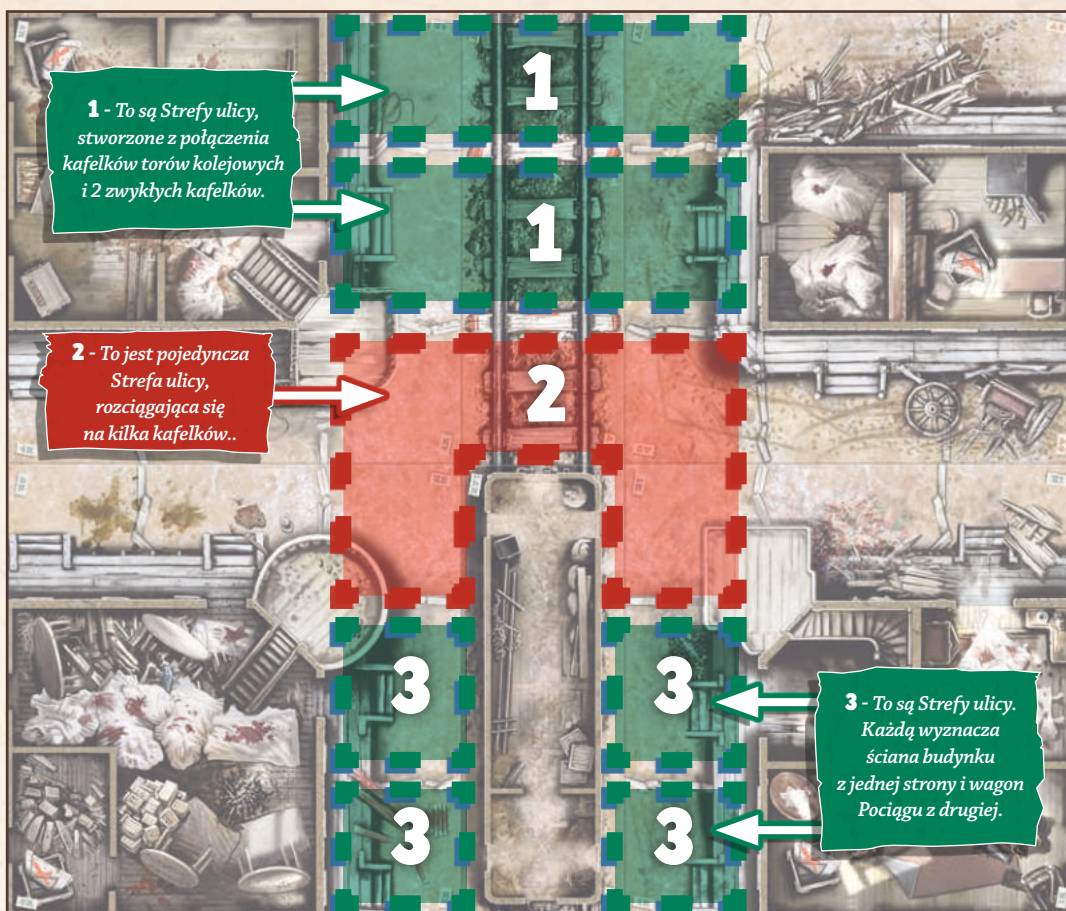 1 - To są Strefy ulicy,
stworzone z połączenia
kafelków torów kolejowych
i 2 zwykłych kafelków.
1
1
2 - To jest pojedyncza
Strefa ulicy,
rozciągająca się
na kilka kafelków..
2
3
3
3 - To są Strefy ulicy.
Każdą wyznacza
ściana budynku
z jednej strony i wagon
Pociągu z drugiej.
3
3